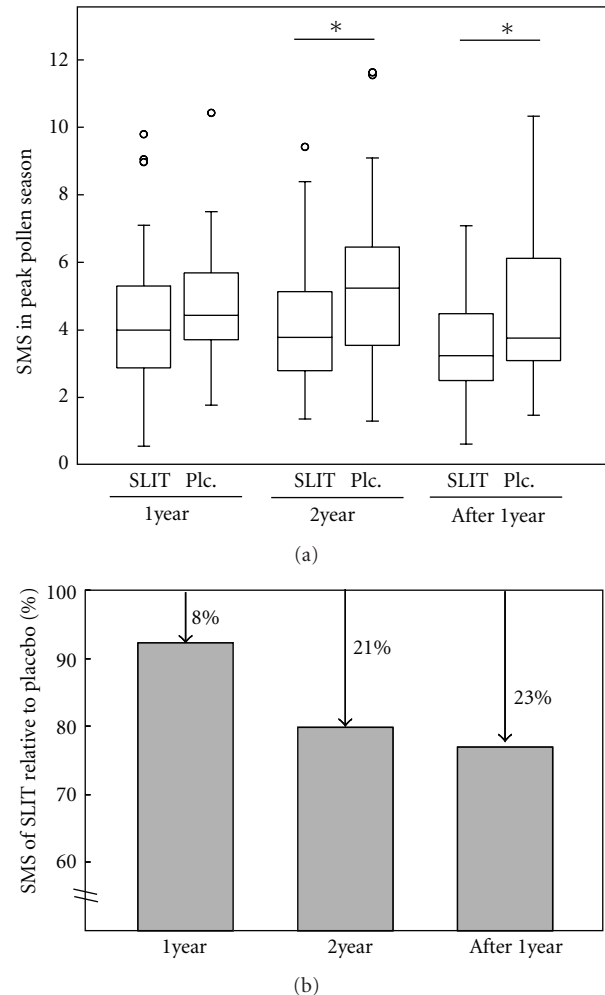 SMS in peak pollen season
12
10
8
6
4
2
0
* *
SLIT Plc. SLIT Plc. SLIT Plc.
1year 2year After 1year
(a)
SMS of SLIT relative to placebo (%)
100
90
80
70
60
8%
21%
23%
1year 2year After 1year
(b)